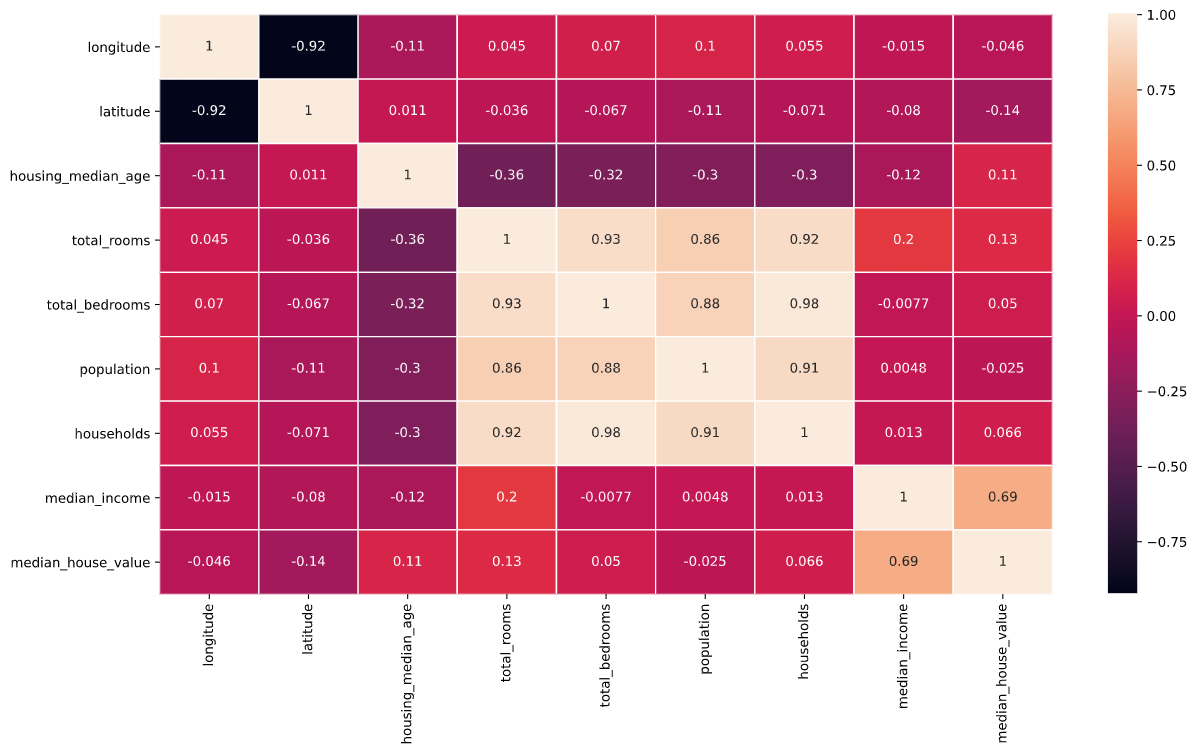 longitude 1 -0.92 -0.11 0.045 0.07 0.1 0.055 -0.015 -0.046
latitude -0.92 1 0.011 -0.036 -0.067 -0.11 -0.071 -0.08 -0.14
housing_median_age -0.11 0.011 1 -0.36 -0.32 -0.3 -0.3 -0.12 0.11
total_rooms 0.045 -0.036 -0.36 1 0.93 0.86 0.92 0.2 0.13
total_bedrooms 0.07 -0.067 -0.32 0.93 1 0.88 0.98 -0.0077 0.05
population 0.1 -0.11 -0.3 0.86 0.88 1 0.91 0.0048 -0.025
households 0.055 -0.071 -0.3 0.92 0.98 0.91 1 0.013 0.066
median_income -0.015 -0.08 -0.12 0.2 -0.0077 0.0048 0.013 1 0.69
median_house_value -0.046 -0.14 0.11 0.13 0.05 -0.025 0.066 0.69 1
longitude
latitude
housing_median_age
total_rooms
total_bedrooms
population
households
median_income
median_house_value
1.00
0.75
0.50
0.25
0.00
−0.25
−0.50
−0.75